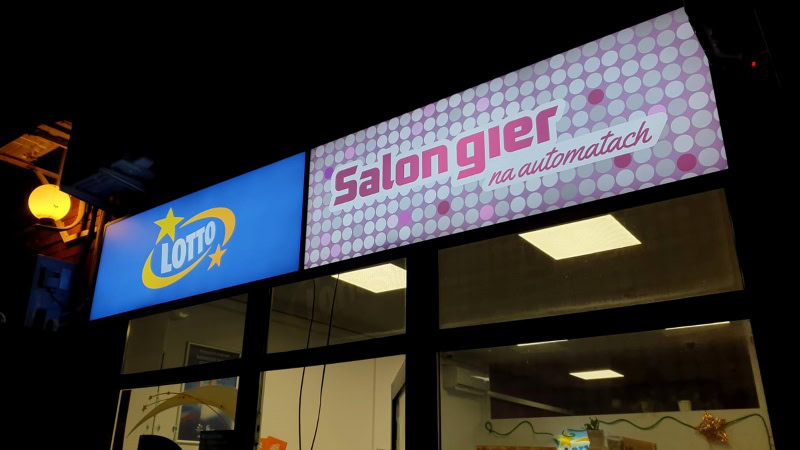 LOTTO
Salon gier
na automatach